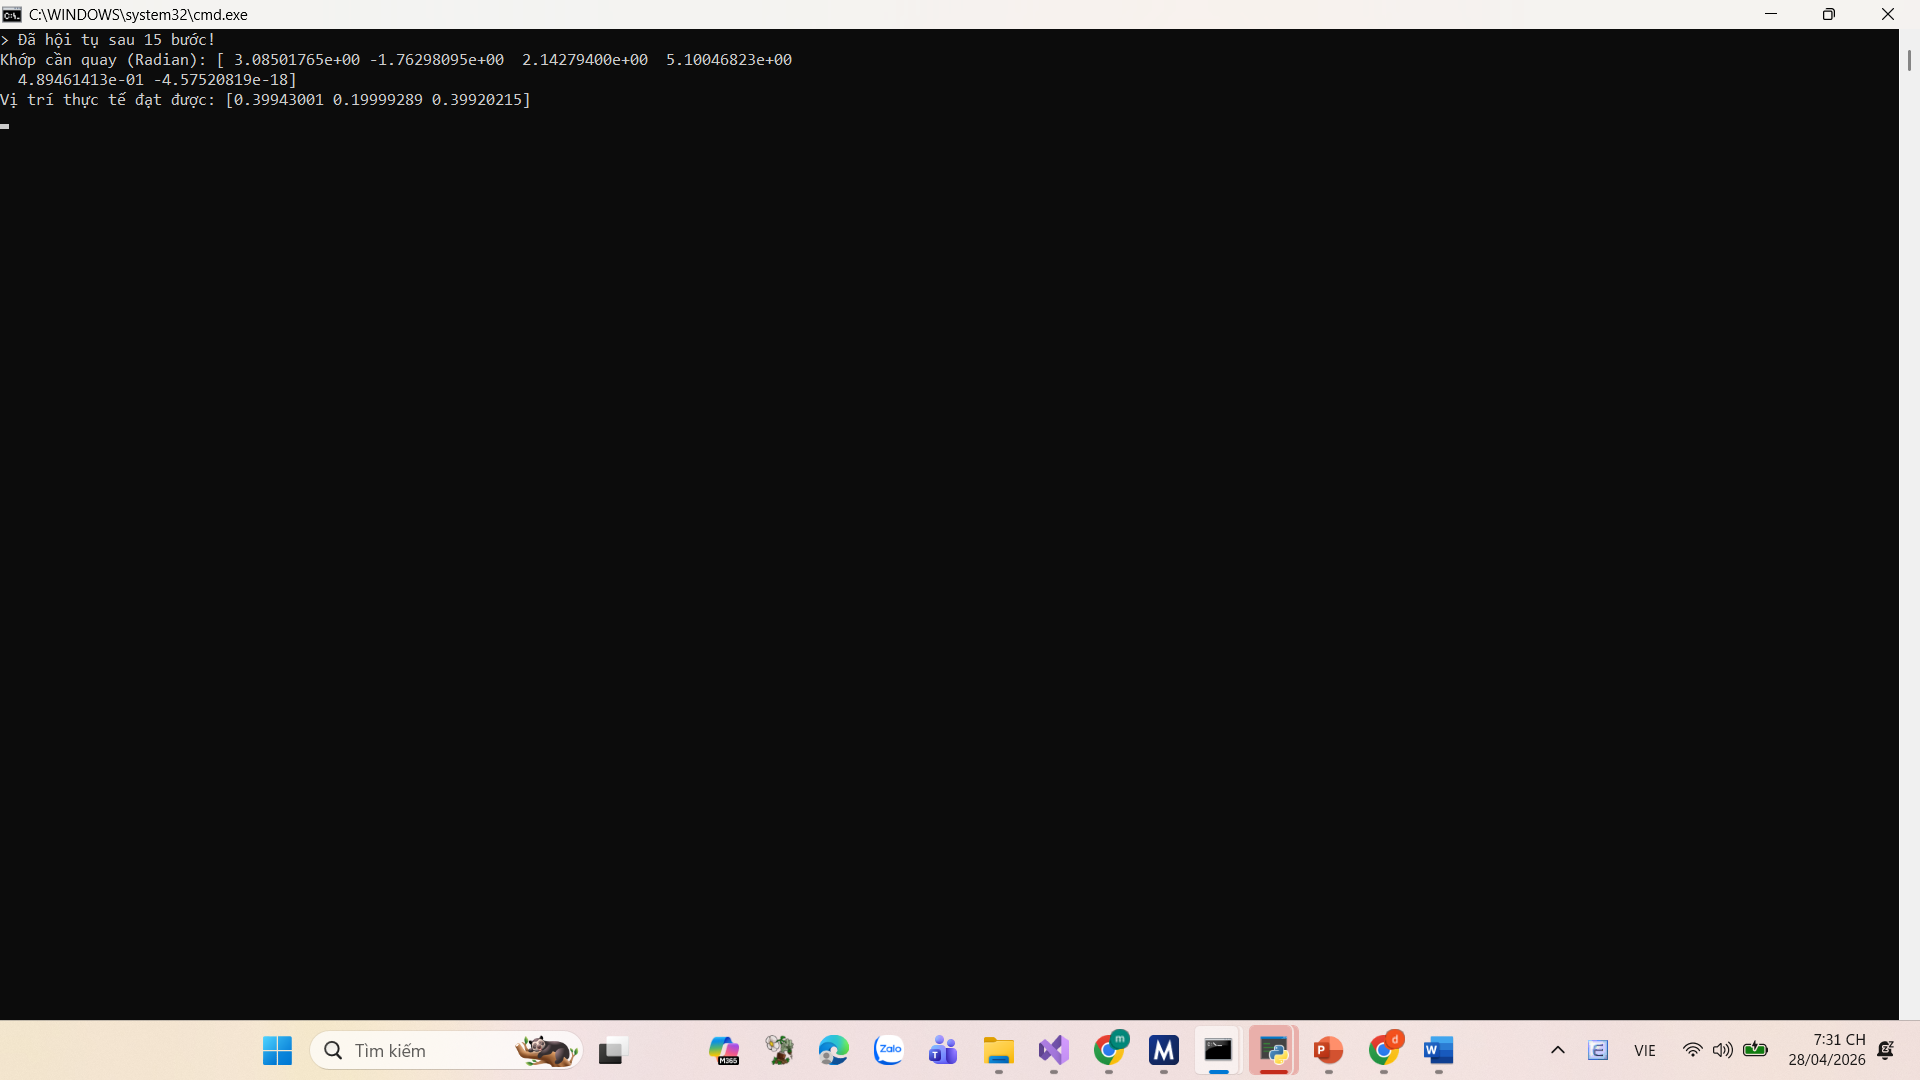 C:\WINDOWS\system32\cmd.exe
> Đã hội tụ sau 15 bước!
Khớp cần quay (Radian): [ 3.08501765e+00 -1.76298095e+00  2.14279400e+00  5.10046823e+00
  4.89461413e-01 -4.57520819e-18]
Vị trí thực tế đạt được: [0.39943001 0.19999289 0.39920215]
Tìm kiếm
M365
Zalo
T
m
M
P
d
W
E
VIE
7:31 CH
28/04/2026